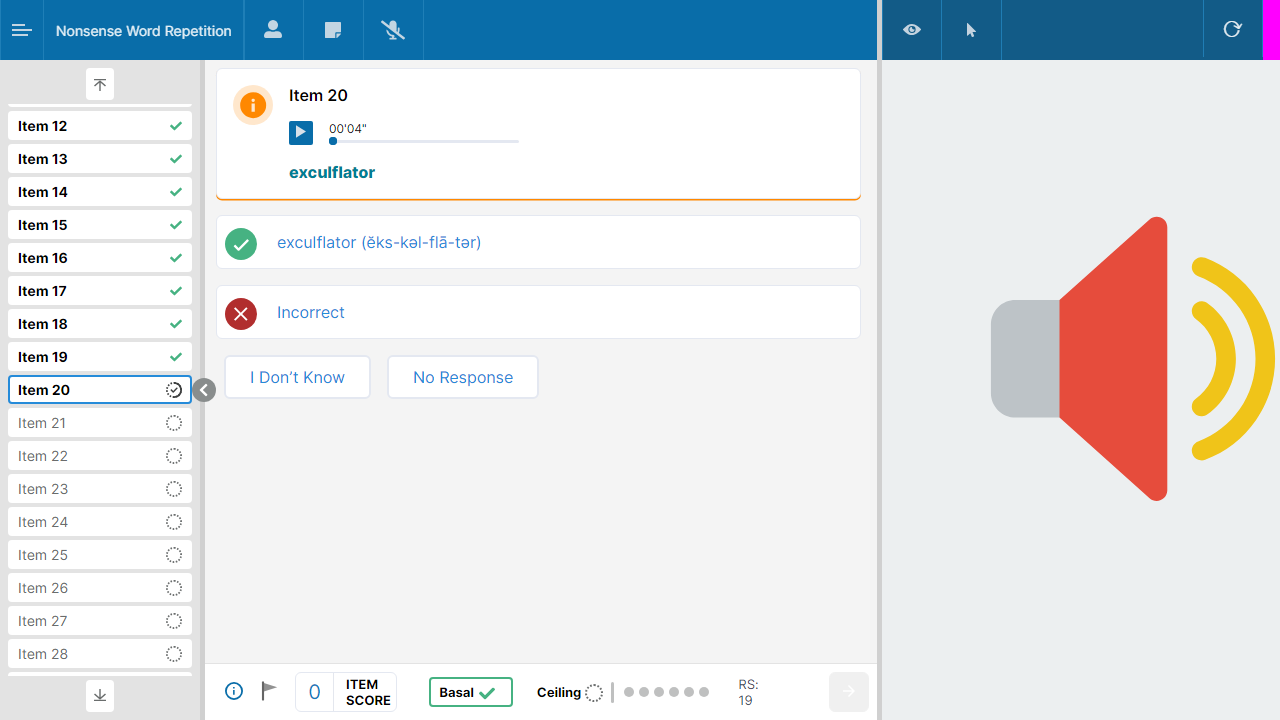 Nonsense Word Repetition
Item 12
Item 13
Item 14
Item 15
Item 16
Item 17
Item 18
Item 19
Item 20
Item 21
Item 22
Item 23
Item 24
Item 25
Item 26
Item 27
Item 28
Item 20
00'04"
exculflator
exculflator (ĕks-kəl-flā-tər)
Incorrect
I Don’t Know
No Response
0
ITEM
SCORE
Basal
Ceiling
RS:
19